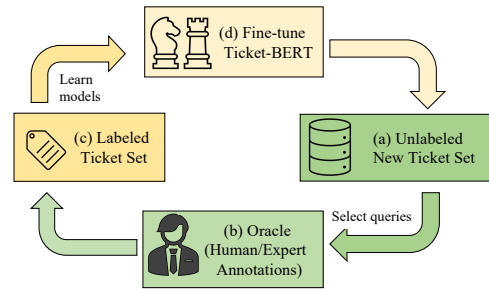 (d) Fine-tune
Ticket-BERT
Learn
models
(c) Labeled
Ticket Set
(a) Unlabeled
New Ticket Set
Select queries
(b) Oracle
(Human/Expert
Annotations)